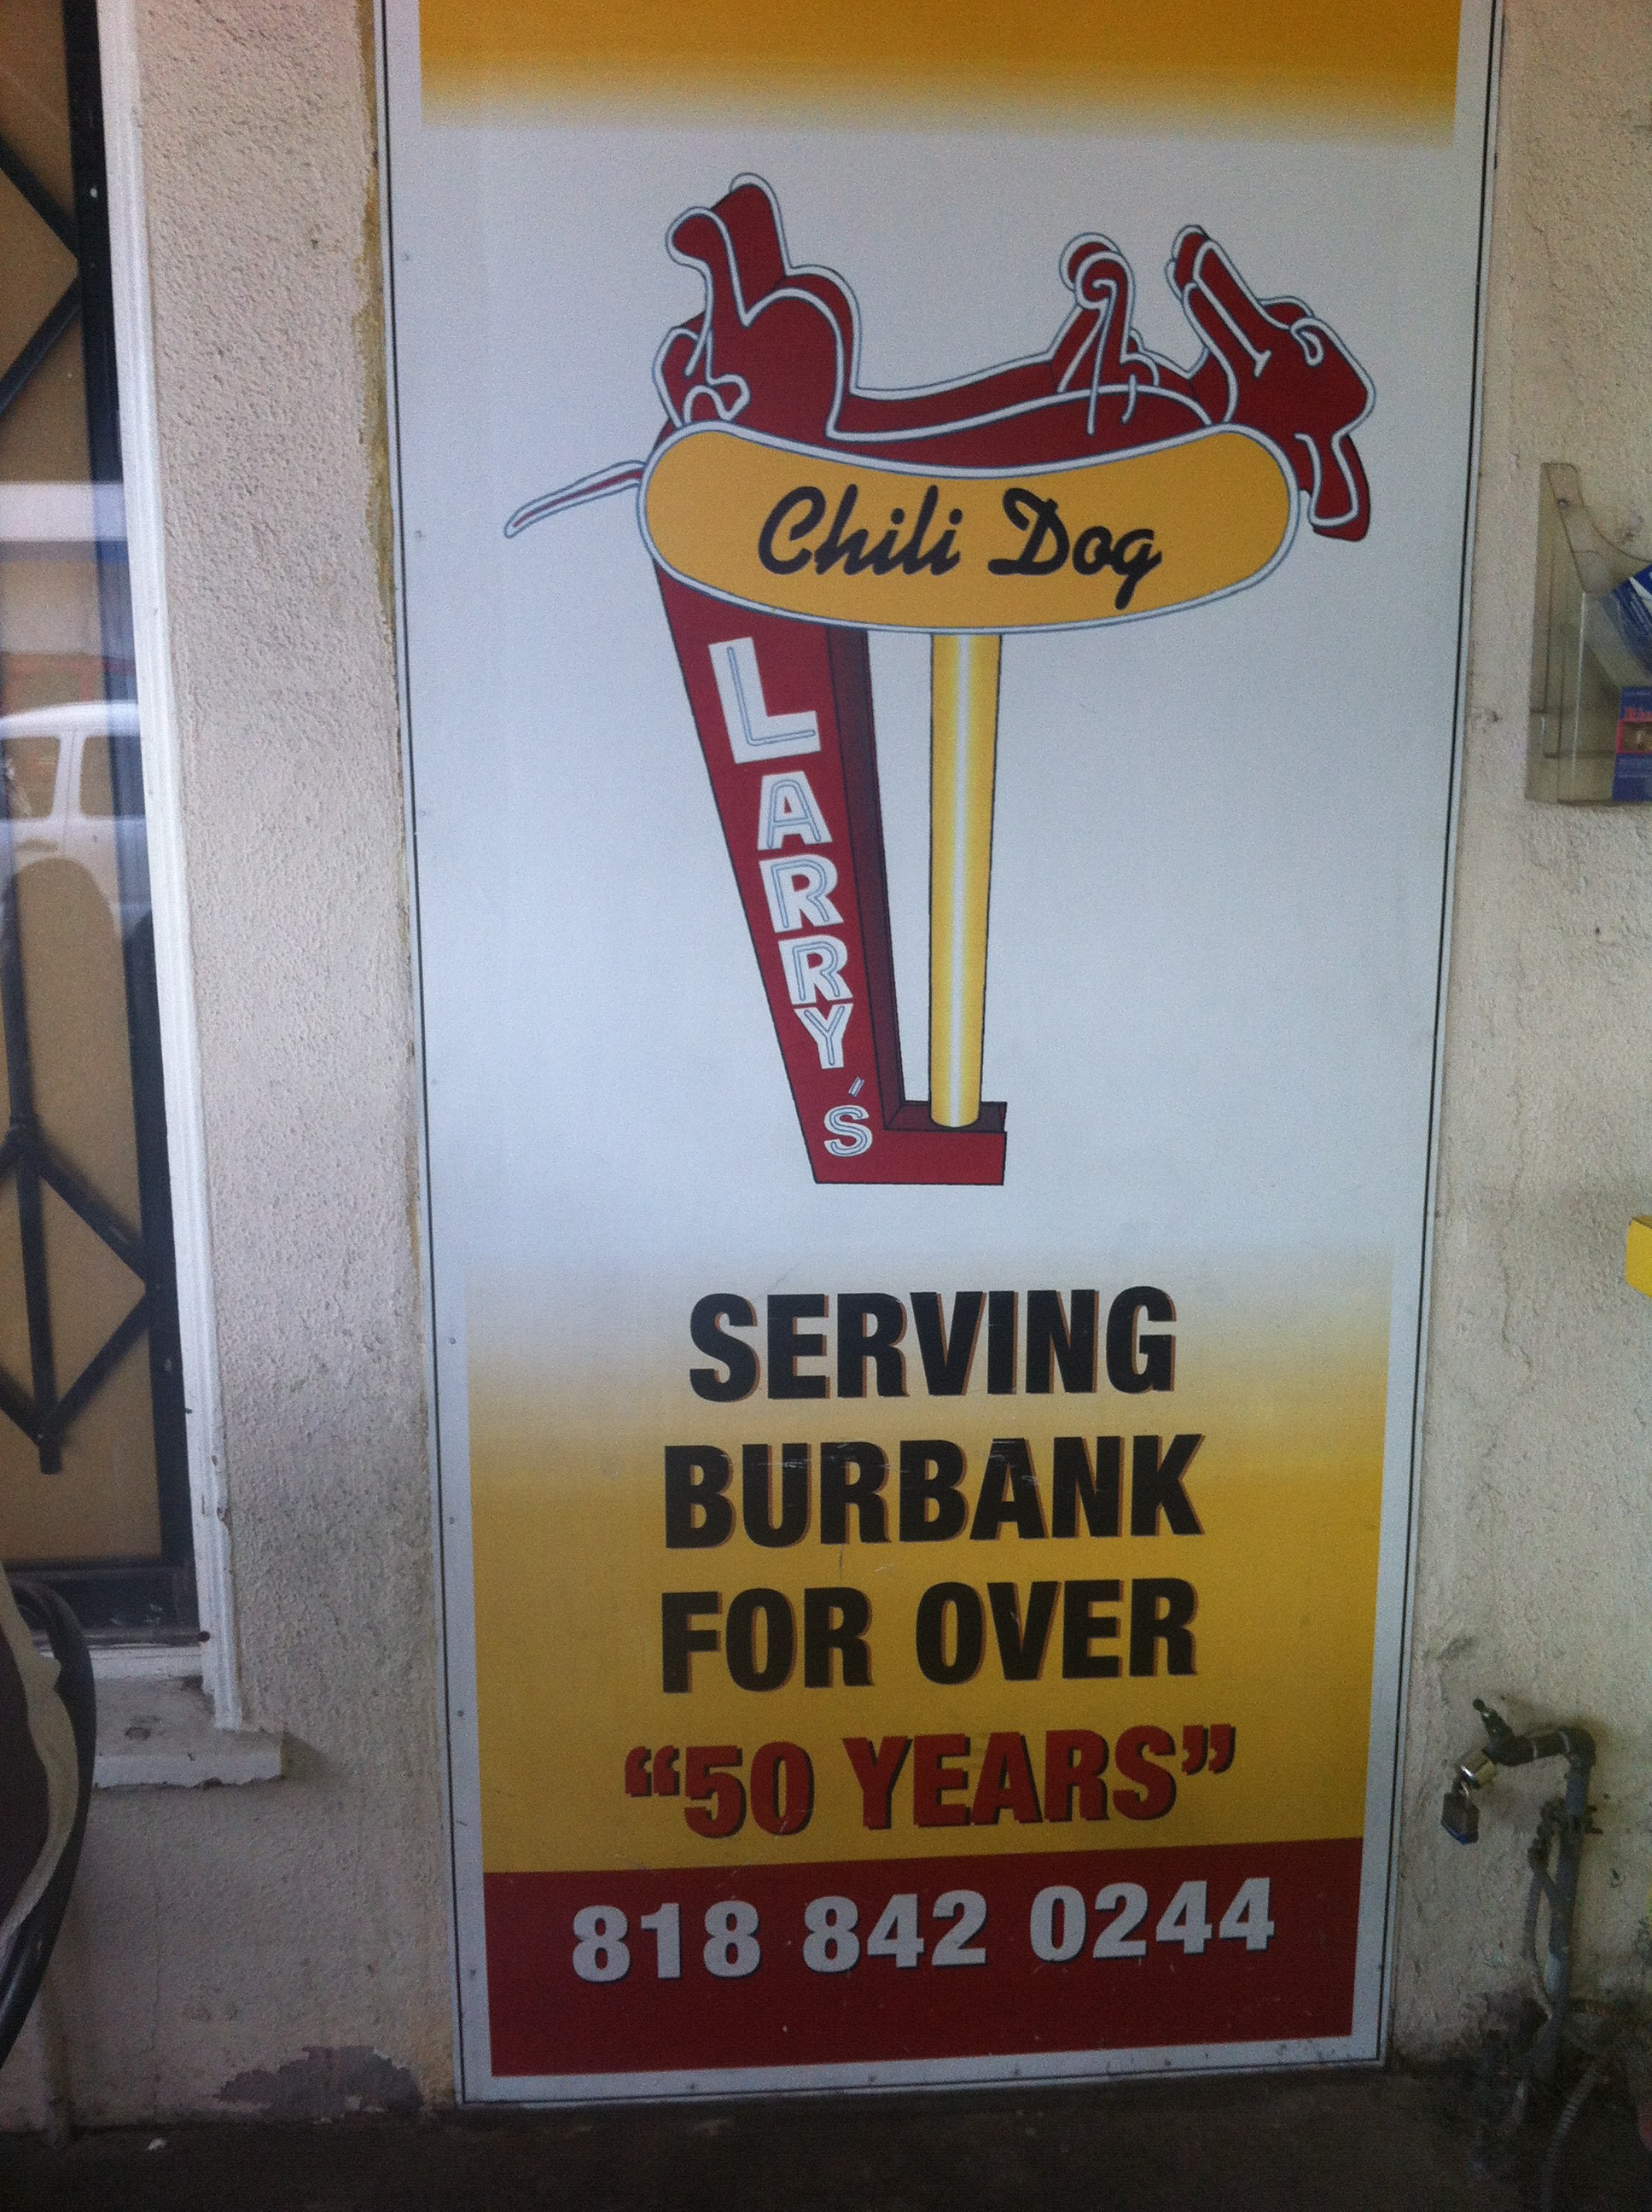 Chili Dog
LARRY'S
SERVING
BURBANK
FOR OVER
“50 YEARS”
818 842 0244